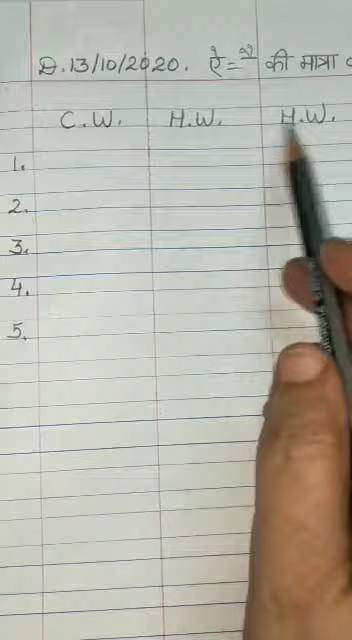 D. 13/10/2020. ऐ = ै की मात्रा
C.W. H.W. H.W.
1.
2.
3.
4.
5.